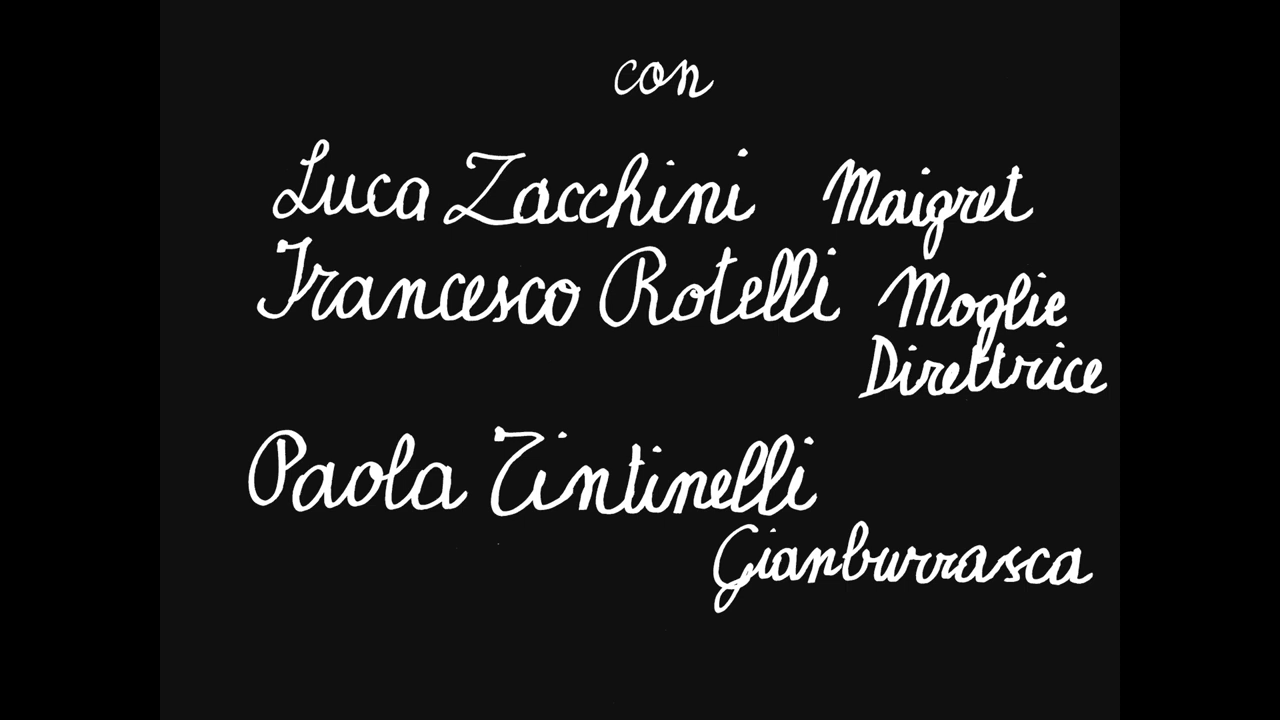 con
Luca Zacchini Maigret
Francesco Rotelli Moglie
Direttrice
Paola Tintinelli
Gianburrasca